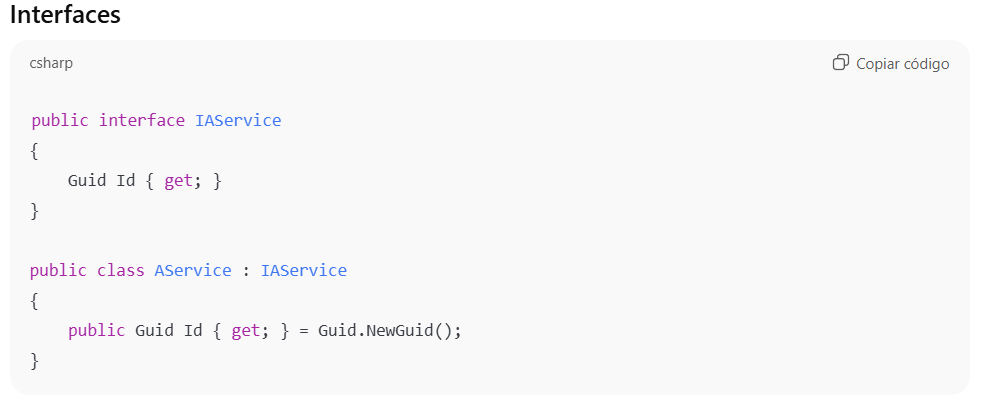 Interfaces
csharp Copiar código
public interface IAService
{
    Guid Id { get; }
}
public class AService : IAService
{
    public Guid Id { get; } = Guid.NewGuid();
}